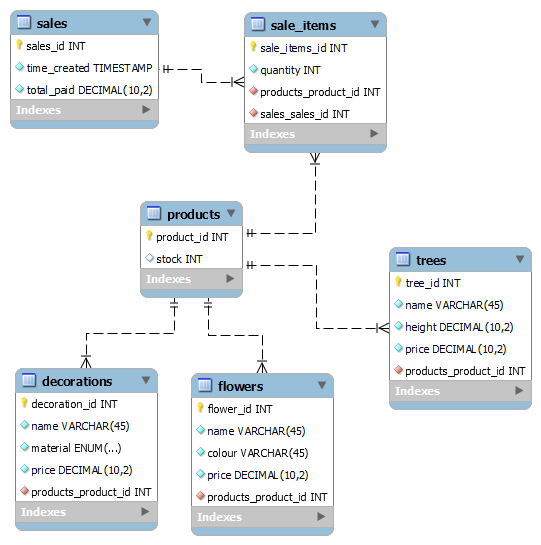 sales
sales_id INT
time_created TIMESTAMP
total_paid DECIMAL(10,2)
Indexes
sale_items
sale_items_id INT
quantity INT
products_product_id INT
sales_sales_id INT
Indexes
products
product_id INT
stock INT
Indexes
trees
tree_id INT
name VARCHAR(45)
height DECIMAL(10,2)
price DECIMAL(10,2)
products_product_id INT
Indexes
decorations
decoration_id INT
name VARCHAR(45)
material ENUM(...)
price DECIMAL(10,2)
products_product_id INT
Indexes
flowers
flower_id INT
name VARCHAR(45)
colour VARCHAR(45)
price DECIMAL(10,2)
products_product_id INT
Indexes